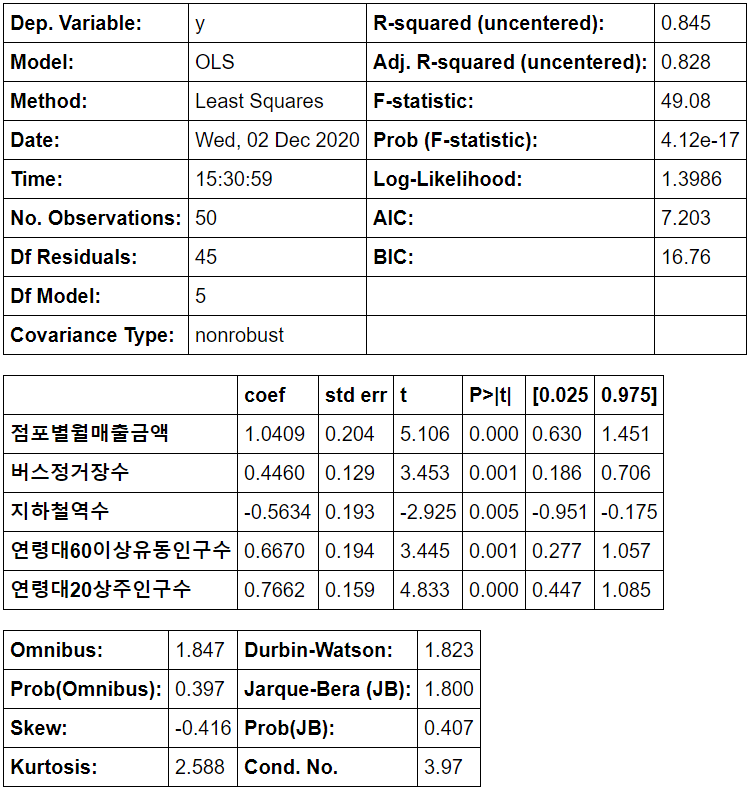 Dep. Variable: y R-squared (uncentered): 0.845
Model: OLS Adj. R-squared (uncentered): 0.828
Method: Least Squares F-statistic: 49.08
Date: Wed, 02 Dec 2020 Prob (F-statistic): 4.12e-17
Time: 15:30:59 Log-Likelihood: 1.3986
No. Observations: 50 AIC: 7.203
Df Residuals: 45 BIC: 16.76
Df Model: 5
Covariance Type: nonrobust
coef std err t P>|t| [0.025 0.975]
점포별월매출금액 1.0409 0.204 5.106 0.000 0.630 1.451
버스정거장수 0.4460 0.129 3.453 0.001 0.186 0.706
지하철역수 -0.5634 0.193 -2.925 0.005 -0.951 -0.175
연령대60이상유동인구수 0.6670 0.194 3.445 0.001 0.277 1.057
연령대20상주인구수 0.7662 0.159 4.833 0.000 0.447 1.085
Omnibus: 1.847 Durbin-Watson: 1.823
Prob(Omnibus): 0.397 Jarque-Bera (JB): 1.800
Skew: -0.416 Prob(JB): 0.407
Kurtosis: 2.588 Cond. No. 3.97